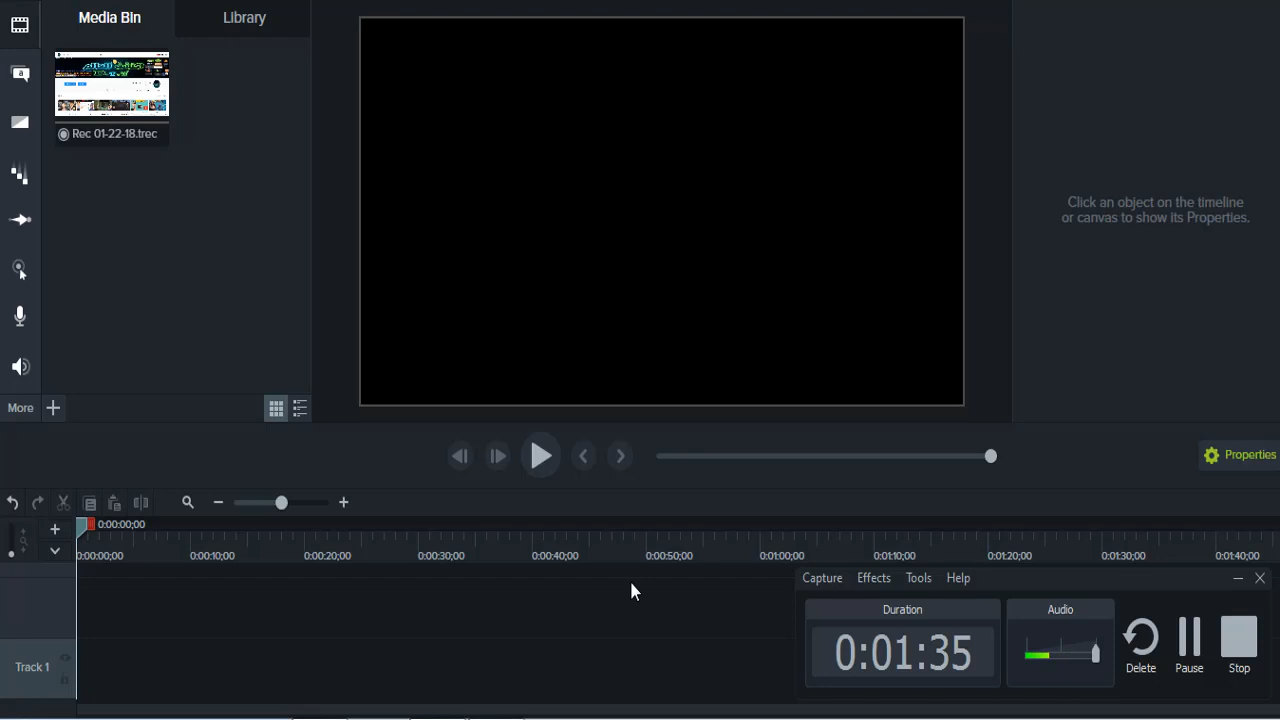 Media Bin
Library
Rec 01-22-18.trec
Click an object on the timeline
or canvas to show its Properties.
More
Properties
0:00:00;00
0:00:00;00 0:00:10;00 0:00:20;00 0:00:30;00 0:00:40;00 0:00:50;00 0:01:00;00 0:01:10;00 0:01:20;00 0:01:30;00 0:01:40;00
Capture Effects Tools Help
Duration
Audio
0:01:35
Delete
Pause
Stop
Track 1